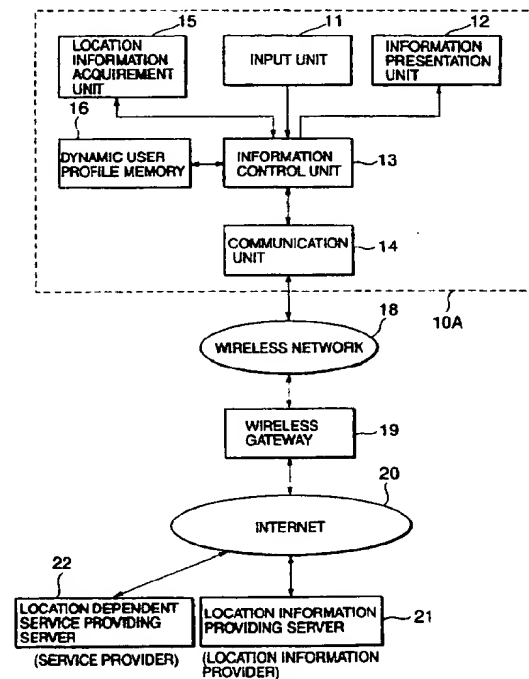 15
11
12
LOCATION
INFORMATION
ACQUIREMENT
UNIT
INPUT UNIT
INFORMATION
PRESENTATION
UNIT
16
DYNAMIC USER
PROFILE MEMORY
INFORMATION
CONTROL UNIT
13
COMMUNICATION
UNIT
14
18
10A
WIRELESS NETWORK
WIRELESS
GATEWAY
19
20
INTERNET
22
LOCATION DEPENDENT
SERVICE PROVIDING
SERVER
(SERVICE PROVIDER)
LOCATION INFORMATION
PROVIDING SERVER
21
(LOCATION INFORMATION
PROVIDER)